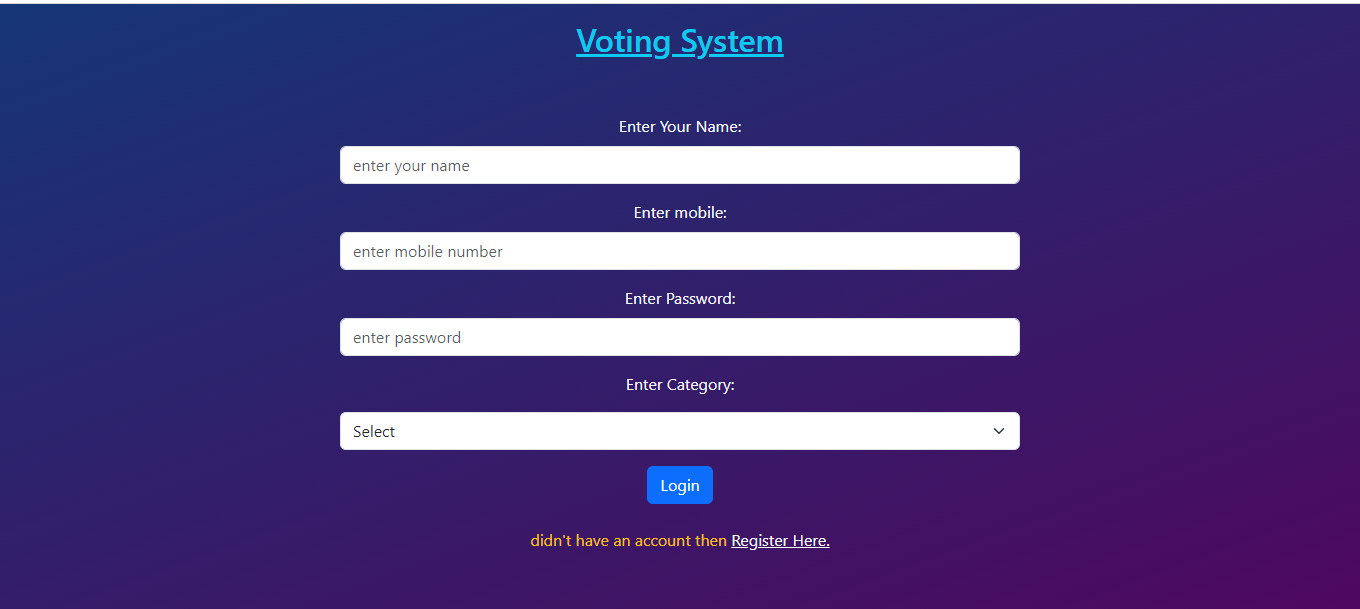 Voting System
Enter Your Name:
enter your name
Enter mobile:
enter mobile number
Enter Password:
enter password
Enter Category:
Select
Login
didn't have an account then Register Here.